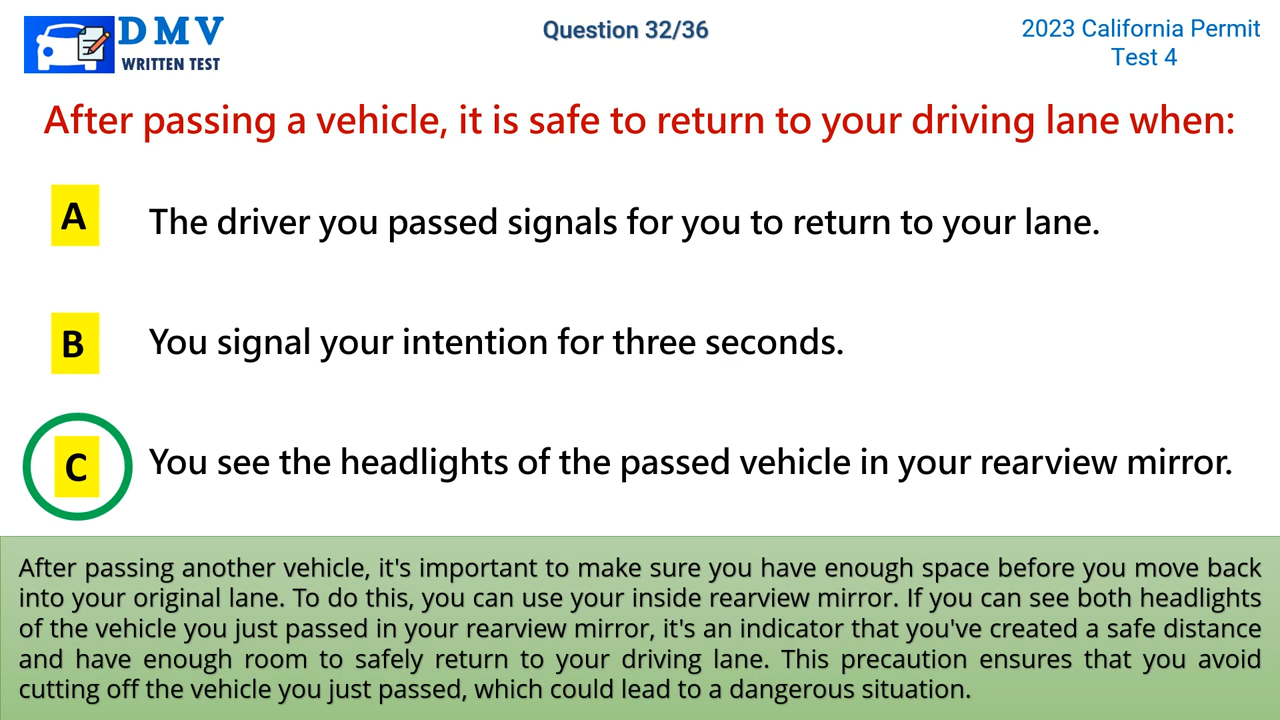 DMV
WRITTEN TEST
Question 32/36
2023 California Permit
Test 4
After passing a vehicle, it is safe to return to your driving lane when:
A
The driver you passed signals for you to return to your lane.
B
You signal your intention for three seconds.
C
You see the headlights of the passed vehicle in your rearview mirror.
After passing another vehicle, it's important to make sure you have enough space before you move back
into your original lane. To do this, you can use your inside rearview mirror. If you can see both headlights
of the vehicle you just passed in your rearview mirror, it's an indicator that you've created a safe distance
and have enough room to safely return to your driving lane. This precaution ensures that you avoid
cutting off the vehicle you just passed, which could lead to a dangerous situation.